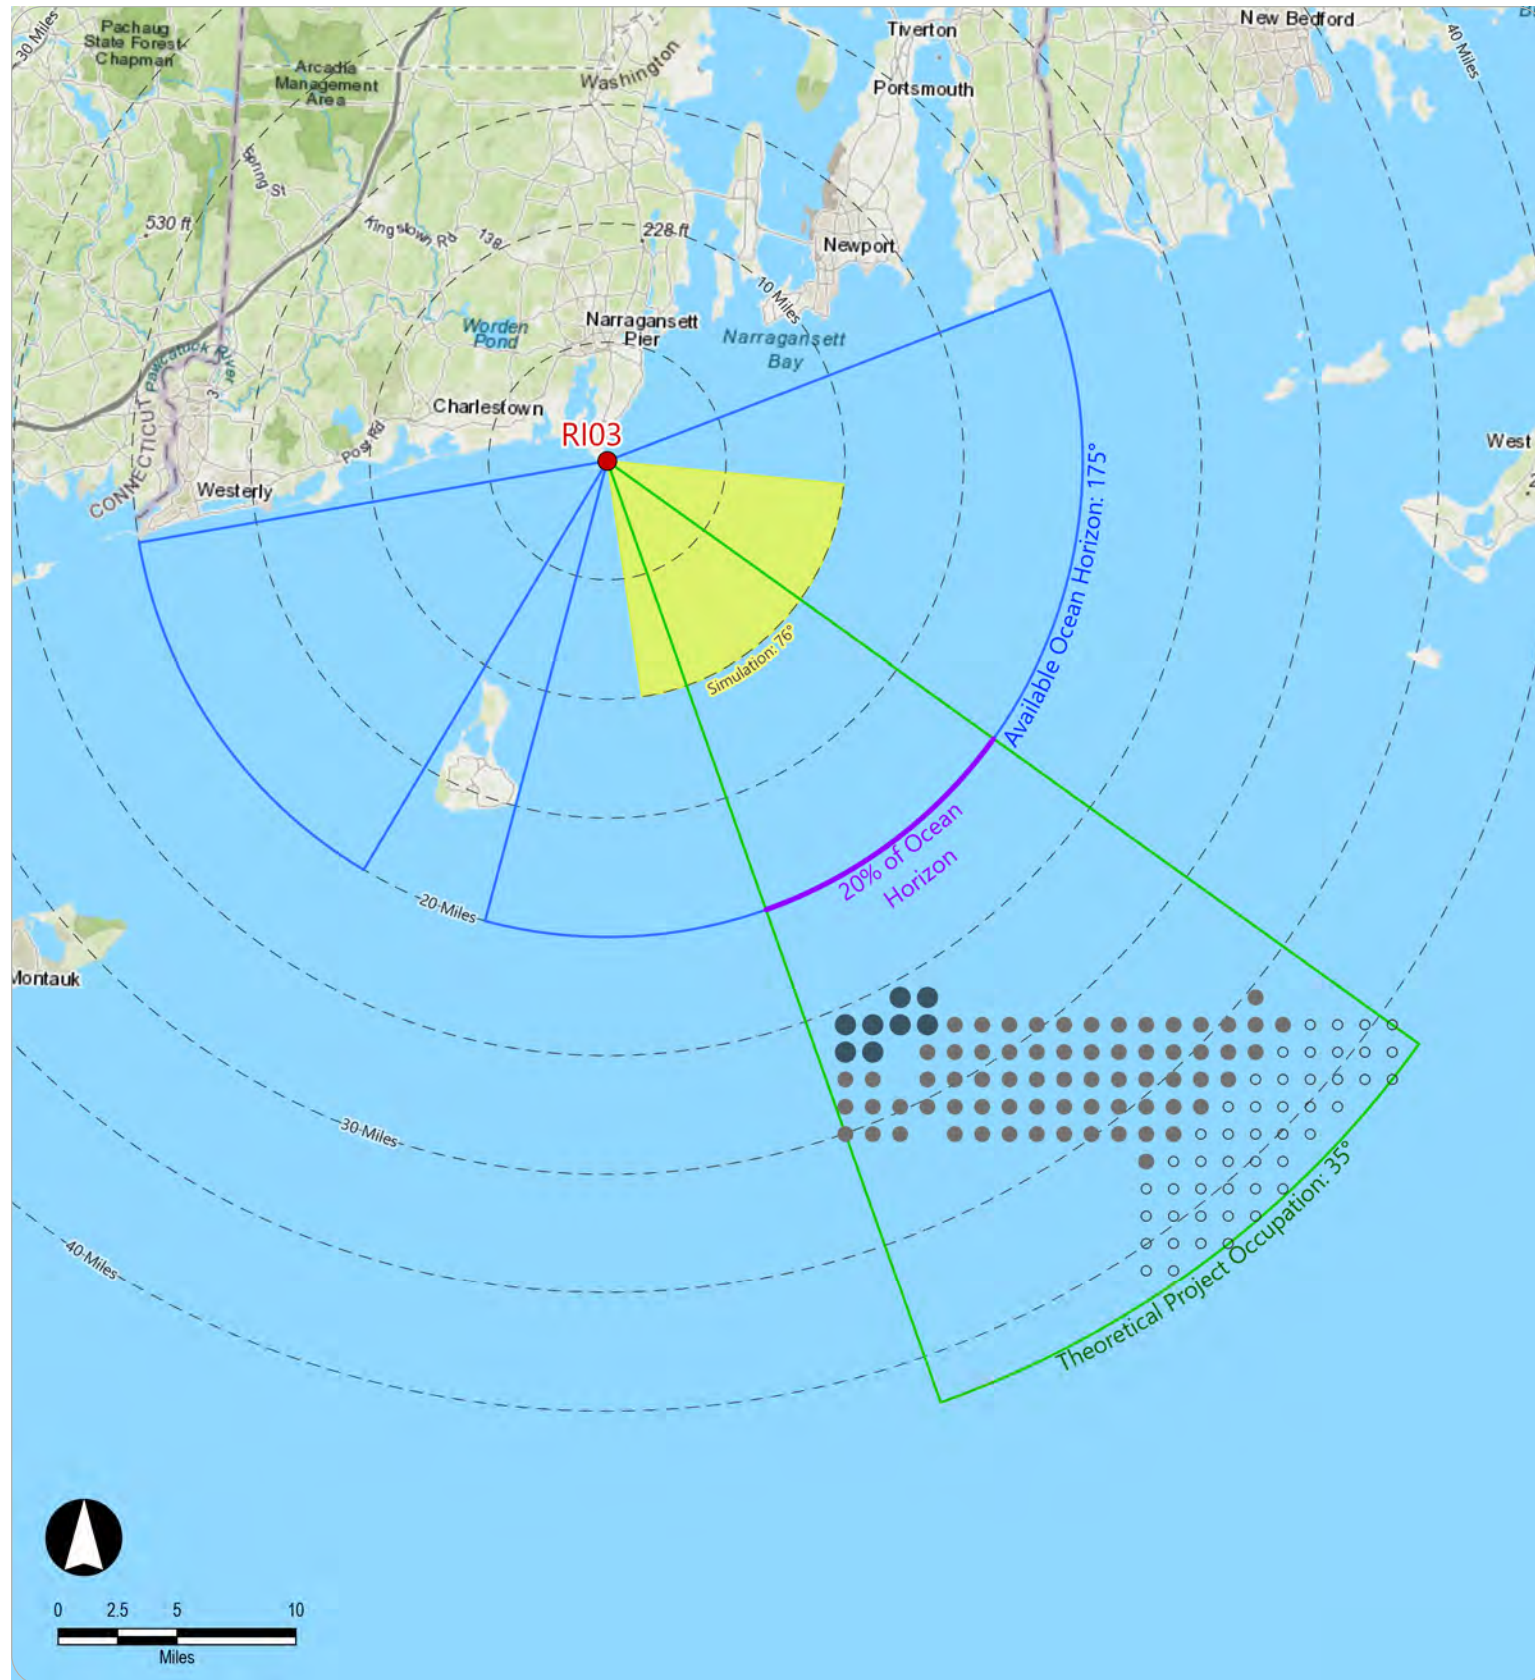 30 Miles
Pachaug
State Forest-
Chapman
Arcadia
Management
Area
Washington
Tiverton
Portsmouth
New Bedford
40 Miles
Spring St
530 ft
Kingstown Rd
138
228 ft
Newport
10 Miles
Worden
Pond
Narragansett
Pier
Narragansett
Bay
Pawcatuck River
3
CONNECTICUT
Charlestown
Post Rd
RI03
Westerly
West
2
Available Ocean Horizon: 175°
Simulation: 76°
20% of Ocean
Horizon
20 Miles
Montauk
30 Miles
40 Miles
Theoretical Project Occupation: 35°
0 2.5 5 10
Miles